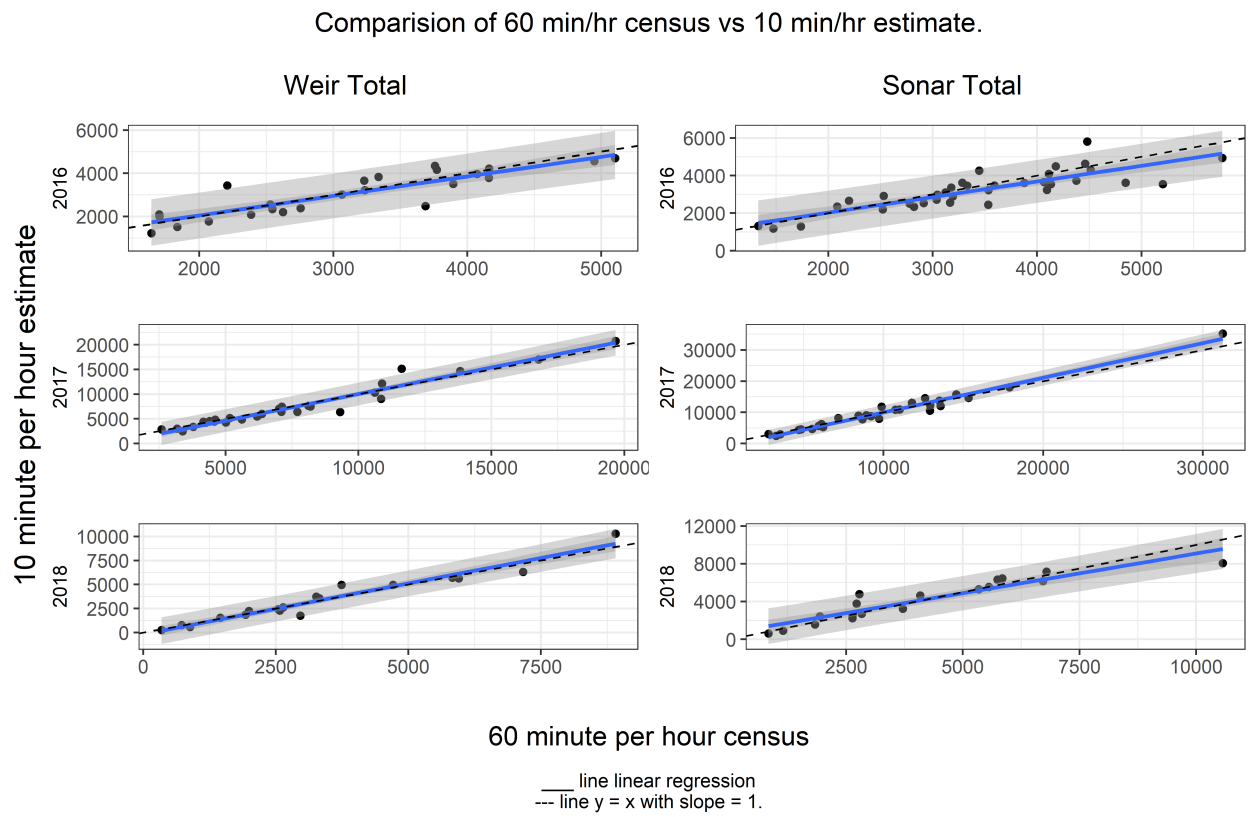 Comparision of 60 min/hr census vs 10 min/hr estimate.
Weir Total
Sonar Total
10 minute per hour estimate
2016
6000
4000
2000
2000 3000 4000 5000
2016
6000
4000
2000
0
2000 3000 4000 5000
2017
20000
15000
10000
5000
0
5000 10000 15000 20000
2017
30000
20000
10000
0
10000 20000 30000
2018
10000
7500
5000
2500
0
0 2500 5000 7500
2018
12000
8000
4000
0
2500 5000 7500 10000
60 minute per hour census
___ line linear regression
--- line y = x with slope = 1.